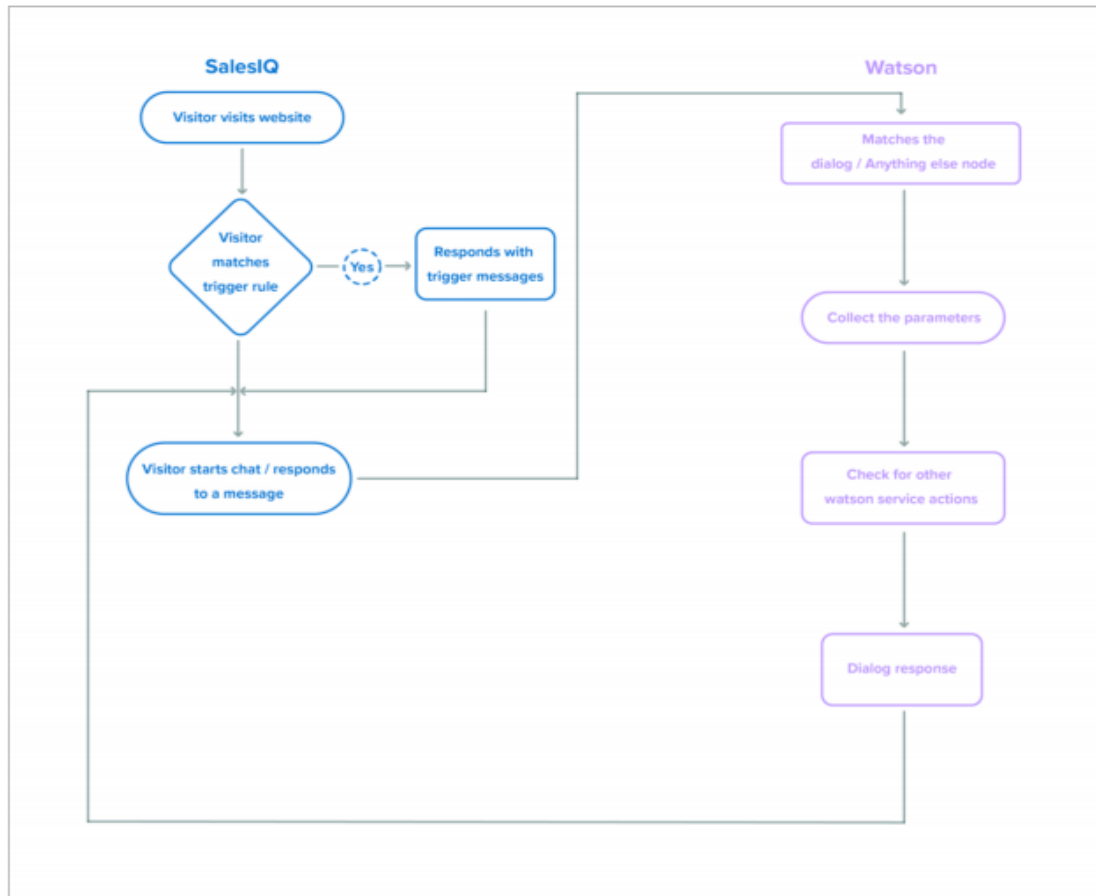 SalesIQ
Visitor visits website
Visitor
matches
trigger rule
Yes
Responds with
trigger messages
Visitor starts chat / responds
to a message
Watson
Matches the
dialog / Anything else node
Collect the parameters
Check for other
watson service actions
Dialog response